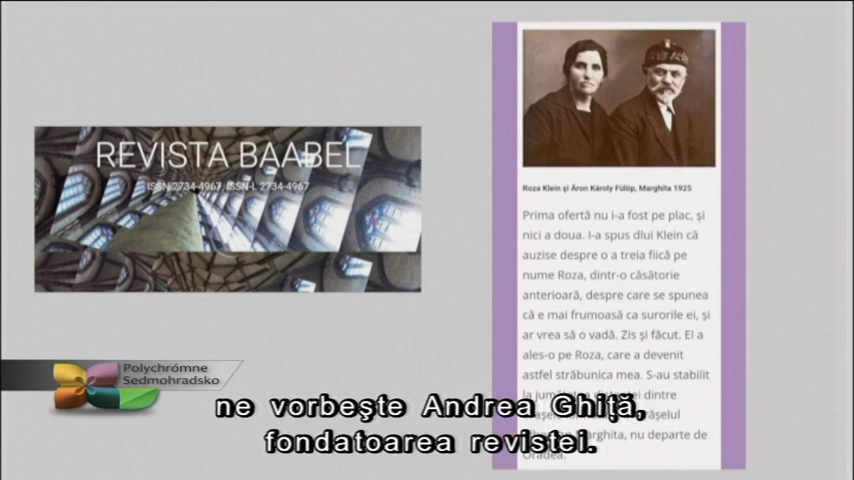 REVISTA BAABEL
ISSN 2734-4967, ISSN-L 2734-4967
Roza Klein și Áron Károly Fülöp, Marghita 1925
Prima ofertă nu i-a fost pe plac, și
nici a doua. I-a spus dlui Klein că
auzise despre o a treia fiică pe
nume Roza, dintr-o căsătorie
anterioară, despre care se spunea
că e mai frumoasă ca surorile ei, și
ar vrea să o vadă. Zis și făcut. El a
ales-o pe Roza, care a devenit
astfel străbunica mea. S-au stabilit
la dintre
nu departe de
Oradea.
Polychrómne
Sedmohradsko
ne vorbeşte Andrea Ghiţă,
fondatoarea revistei.